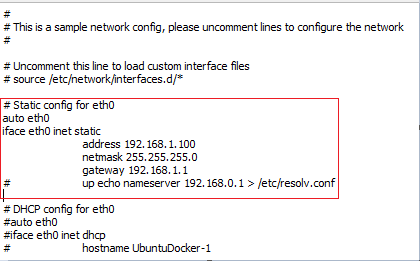 #
# This is a sample network config, please uncomment lines to configure the network
#
# Uncomment this line to load custom interface files
# source /etc/network/interfaces.d/*
# Static config for eth0
auto eth0
iface eth0 inet static
address 192.168.1.100
netmask 255.255.255.0
gateway 192.168.1.1
# up echo nameserver 192.168.0.1 > /etc/resolv.conf
# DHCP config for eth0
#auto eth0
#iface eth0 inet dhcp
# hostname UbuntuDocker-1